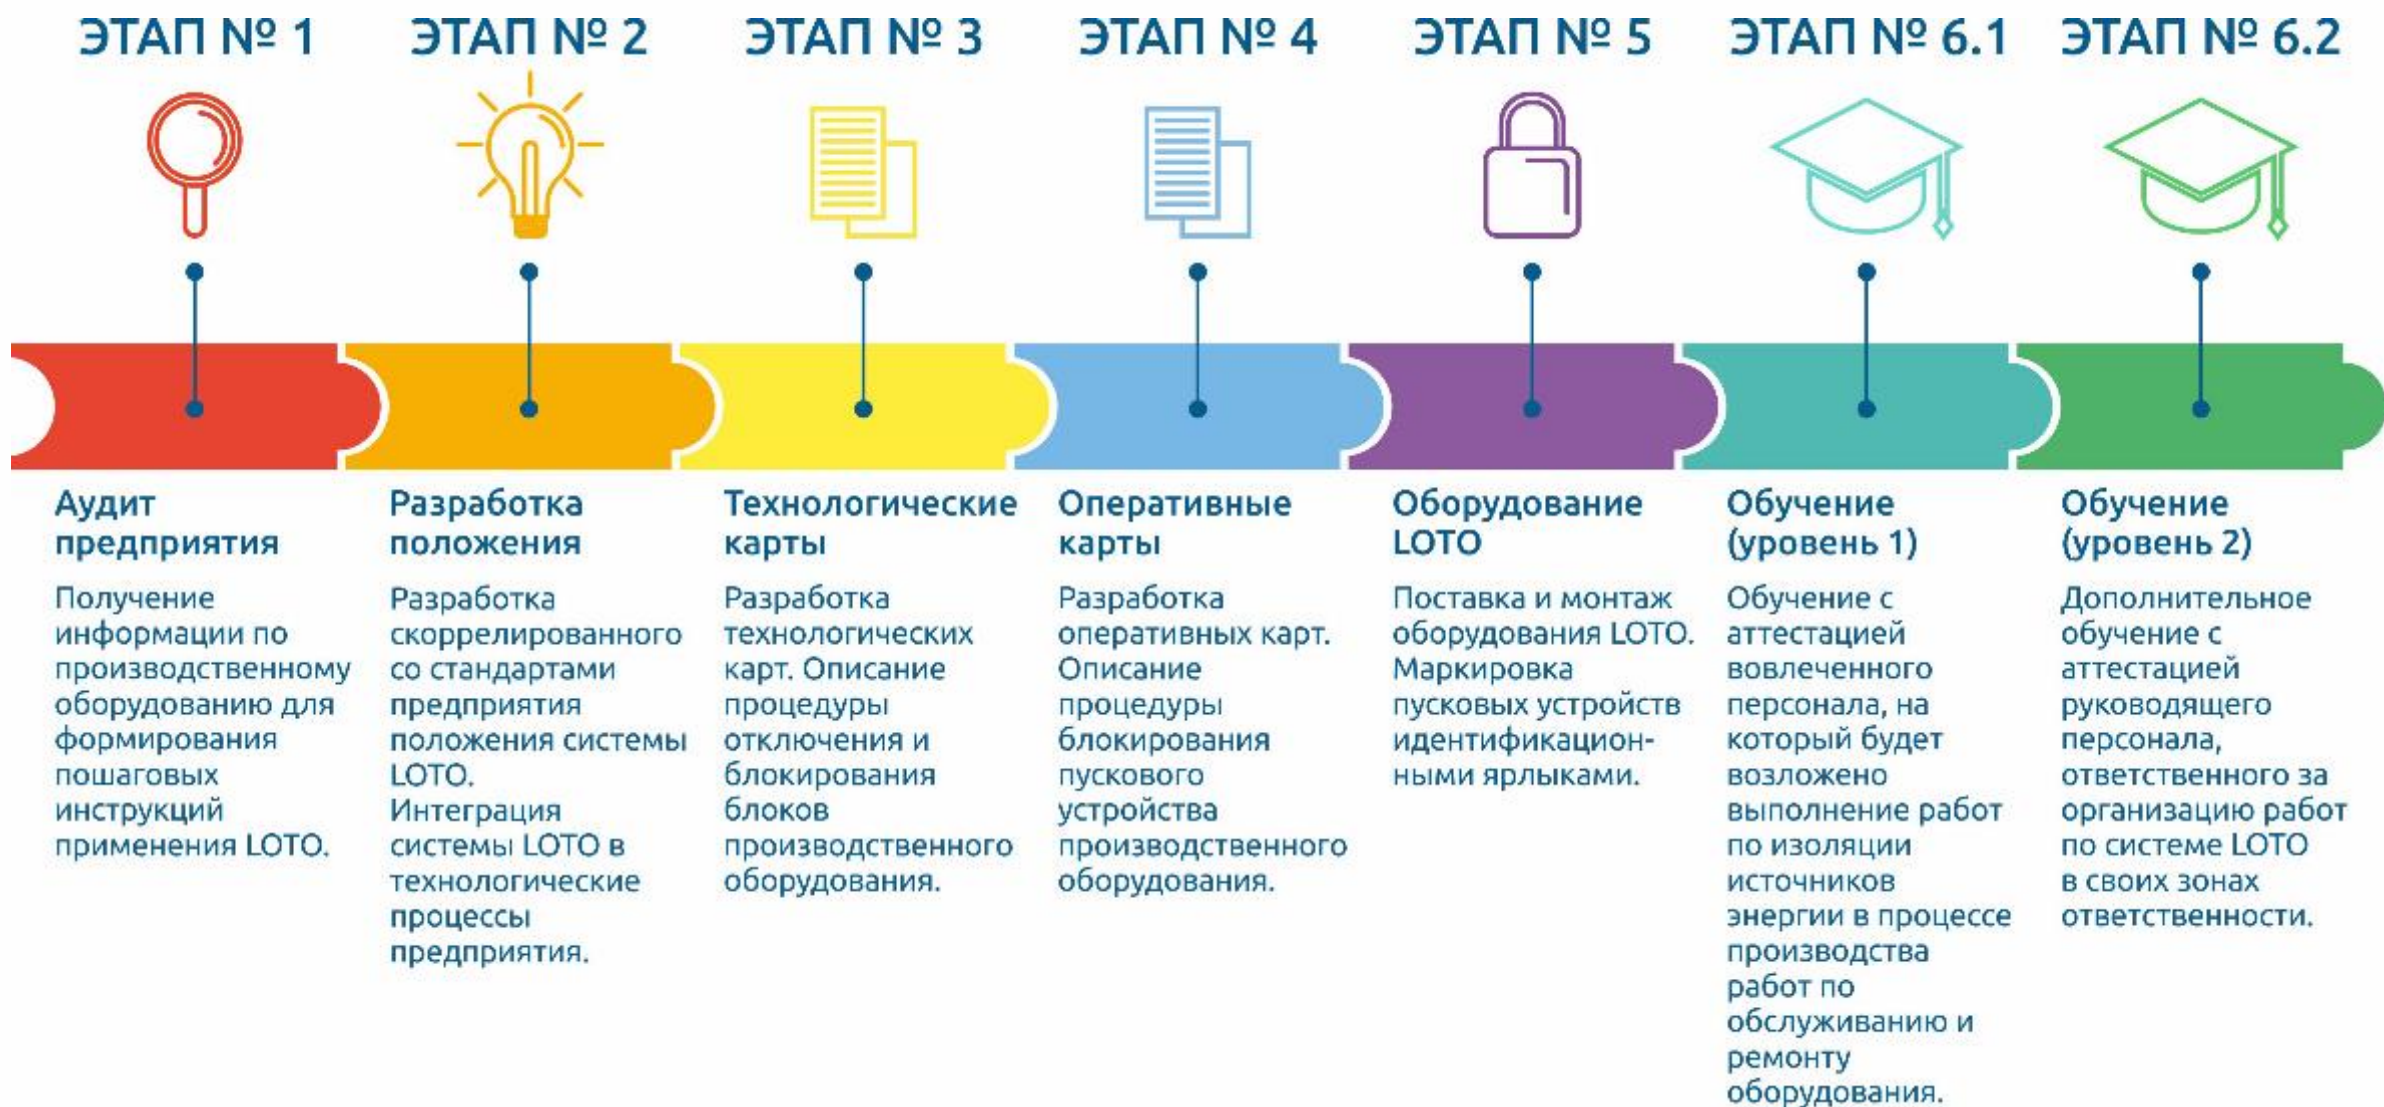 ЭТАП № 1
ЭТАП № 2
ЭТАП № 3
ЭТАП № 4
ЭТАП № 5
ЭТАП № 6.1
ЭТАП № 6.2
Аудит
предприятия
Получение
информации по
производственному
оборудованию для
формирования
пошаговых
инструкций
применения LOTO.
Разработка
положения
Разработка
скоррелированного
со стандартами
предприятия
положения системы
LOTO.
Интеграция
системы LOTO в
технологические
процессы
предприятия.
Технологические
карты
Разработка
технологических
карт. Описание
процедуры
отключения и
блокирования
блоков
производственного
оборудования.
Оперативные
карты
Разработка
оперативных карт.
Описание
процедуры
блокирования
пускового
устройства
производственного
оборудования.
Оборудование
LOTO
Поставка и монтаж
оборудования LOTO.
Маркировка
пусковых устройств
идентификацион-
ными ярлыками.
Обучение
(уровень 1)
Обучение с
аттестацией
вовлеченного
персонала, на
который будет
возложено
выполнение работ
по изоляции
источников
энергии в процессе
производства
работ по
обслуживанию и
ремонту
оборудования.
Обучение
(уровень 2)
Дополнительное
обучение с
аттестацией
руководящего
персонала,
ответственного за
организацию работ
по системе LOTO
в своих зонах
ответственности.